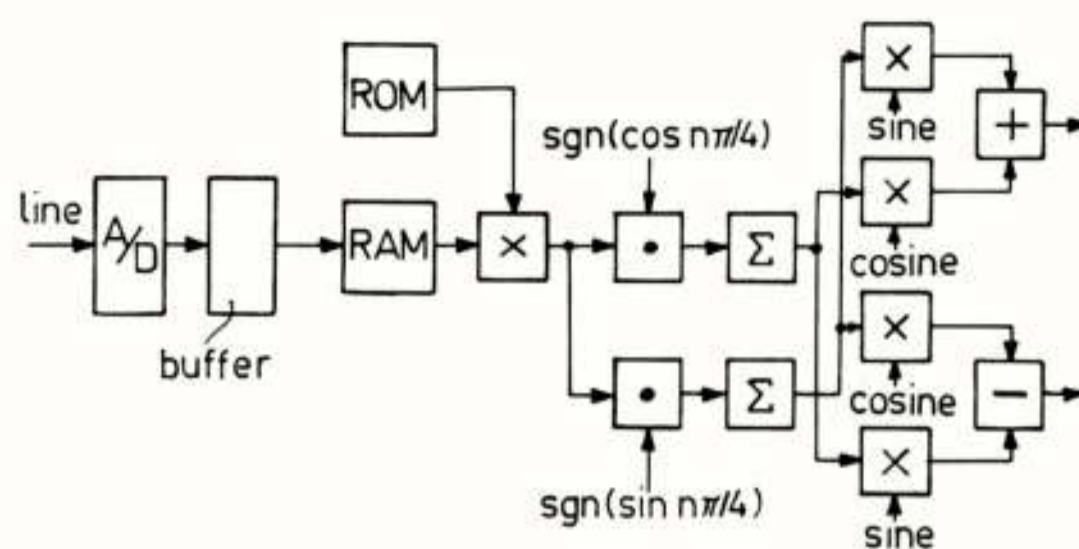 line
A/D
buffer
ROM
RAM
×
sgn(cos nπ/4)
•
Σ
•
Σ
sgn(sin nπ/4)
×
sine
×
cosine
×
cosine
×
sine
+
−